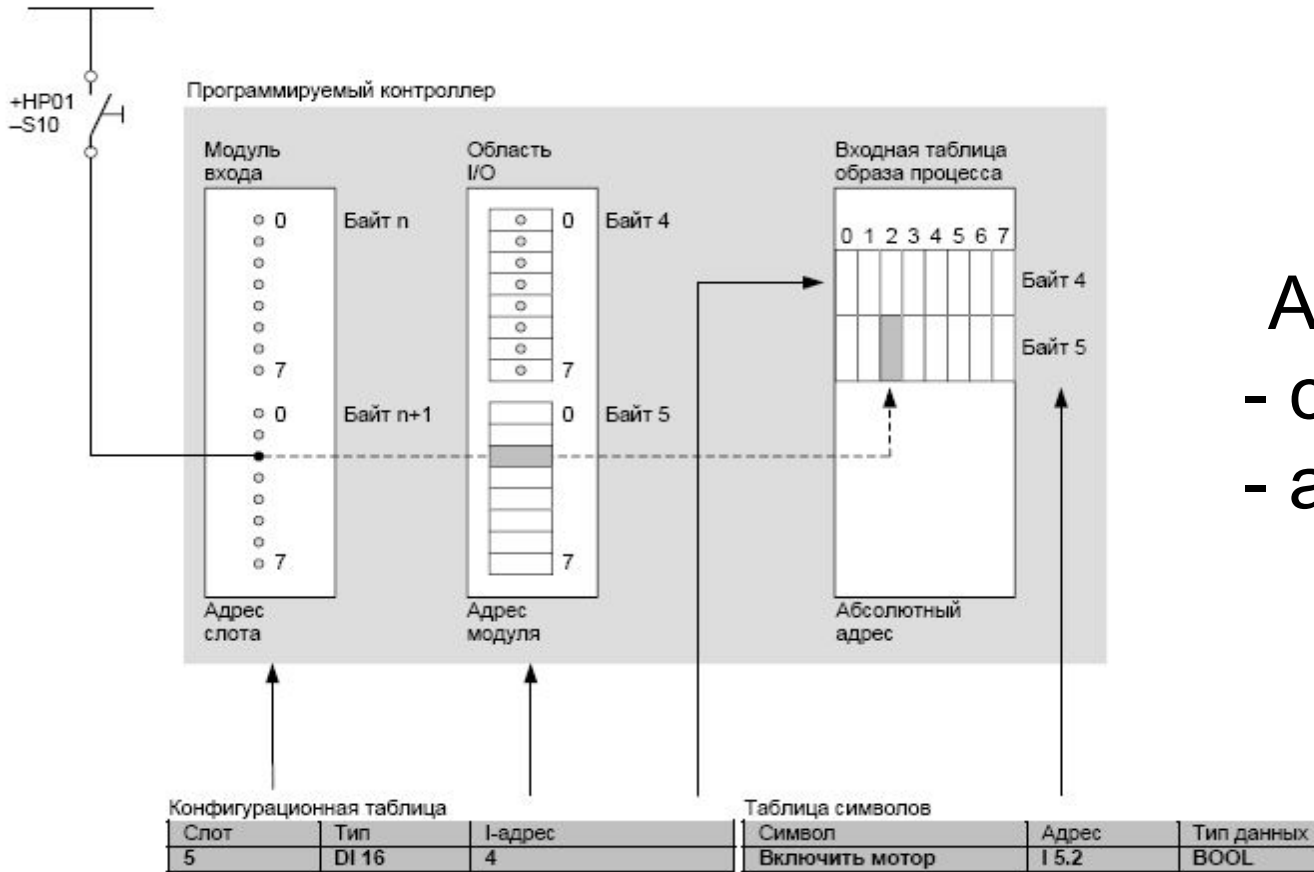 +HP01
–S10
Программируемый контроллер
Модуль
входа
Область
I/O
Входная таблица
образа процесса
0
Байт n
0
Байт 4
0 1 2 3 4 5 6 7
Байт 4
7
7
Байт 5
0
Байт n+1
0
Байт 5
7
7
Адрес
слота
Адрес
модуля
Абсолютный
адрес
Конфигурационная таблица
Слот Тип I-адрес
5 DI 16 4
Таблица символов
Символ Адрес Тип данных
Включить мотор I 5.2 BOOL